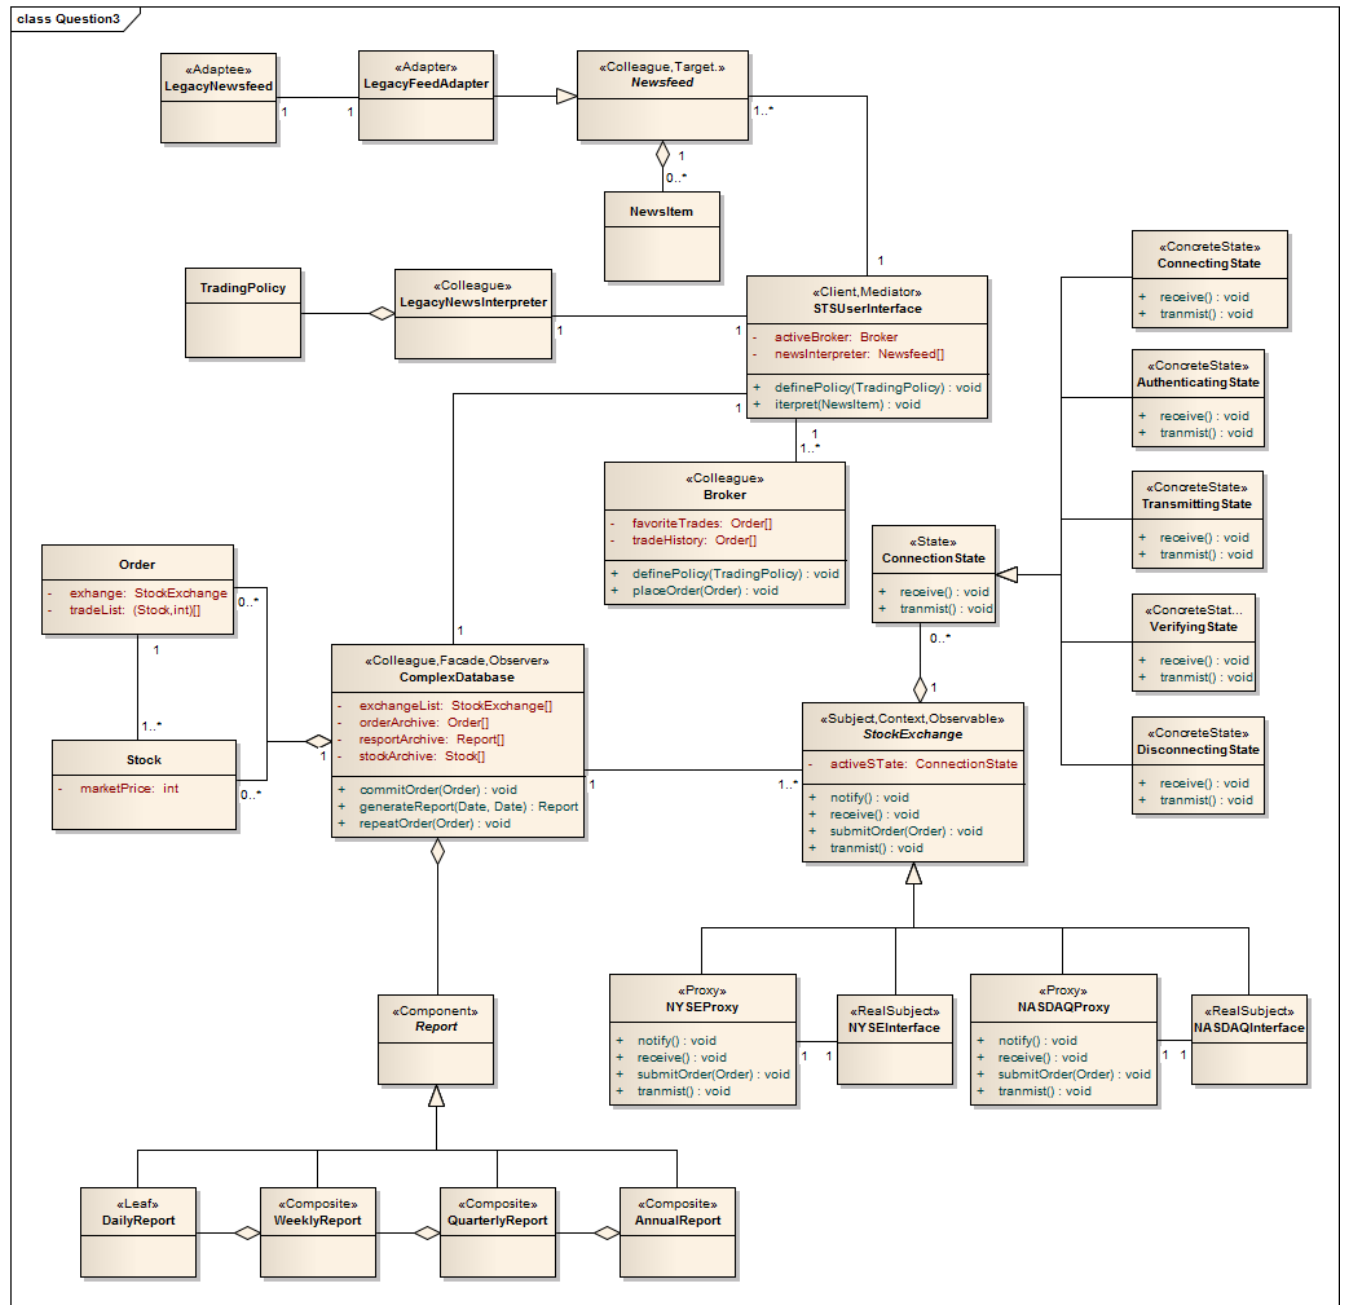 class Question3
«Adaptee»
LegacyNewsfeed
1
1
«Adapter»
LegacyFeedAdapter
«Colleague,Target.»
Newsfeed
1..*
1
0..*
NewsItem
TradingPolicy
«Colleague»
LegacyNewsInterpreter
1
1
1
«Client,Mediator»
STSUserInterface
- activeBroker: Broker
- newsInterpreter: Newsfeed[]
+ definePolicy(TradingPolicy) : void
+ iterpret(NewsItem) : void
1
1
1..*
«Colleague»
Broker
- favoriteTrades: Order[]
- tradeHistory: Order[]
+ definePolicy(TradingPolicy) : void
+ placeOrder(Order) : void
«ConcreteState»
ConnectingState
+ receive() : void
+ tranmist() : void
«ConcreteState»
AuthenticatingState
+ receive() : void
+ tranmist() : void
«ConcreteState»
TransmittingState
+ receive() : void
+ tranmist() : void
«ConcreteStat...
VerifyingState
+ receive() : void
+ tranmist() : void
«ConcreteState»
DisconnectingState
+ receive() : void
+ tranmist() : void
«State»
ConnectionState
+ receive() : void
+ tranmist() : void
0..*
1
Order
- exhange: StockExchange
- tradeList: (Stock,int)[]
0..*
1
1..*
Stock
- marketPrice: int
0..*
1
1
«Colleague,Facade,Observer»
ComplexDatabase
- exchangeList: StockExchange[]
- orderArchive: Order[]
- resportArchive: Report[]
- stockArchive: Stock[]
+ commitOrder(Order) : void
+ generateReport(Date, Date) : Report
+ repeatOrder(Order) : void
1
1..*
«Subject,Context,Observable»
StockExchange
- activeSTate: ConnectionState
+ notify() : void
+ receive() : void
+ submitOrder(Order) : void
+ tranmist() : void
«Component»
Report
«Proxy»
NYSEProxy
+ notify() : void
+ receive() : void
+ submitOrder(Order) : void
+ tranmist() : void
1
1
«RealSubject»
NYSEInterface
«Proxy»
NASDAQProxy
+ notify() : void
+ receive() : void
+ submitOrder(Order) : void
+ tranmist() : void
1
1
«RealSubject»
NASDAQInterface
«Leaf»
DailyReport
«Composite»
WeeklyReport
«Composite»
QuarterlyReport
«Composite»
AnnualReport